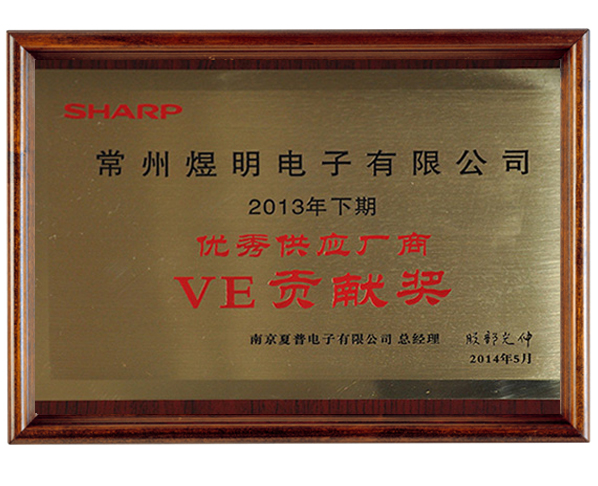 SHARP
常州煜明电子有限公司
2013年下期
优秀供应厂商
VE贡献奖
南京夏普电子有限公司 总经理
2014年5月